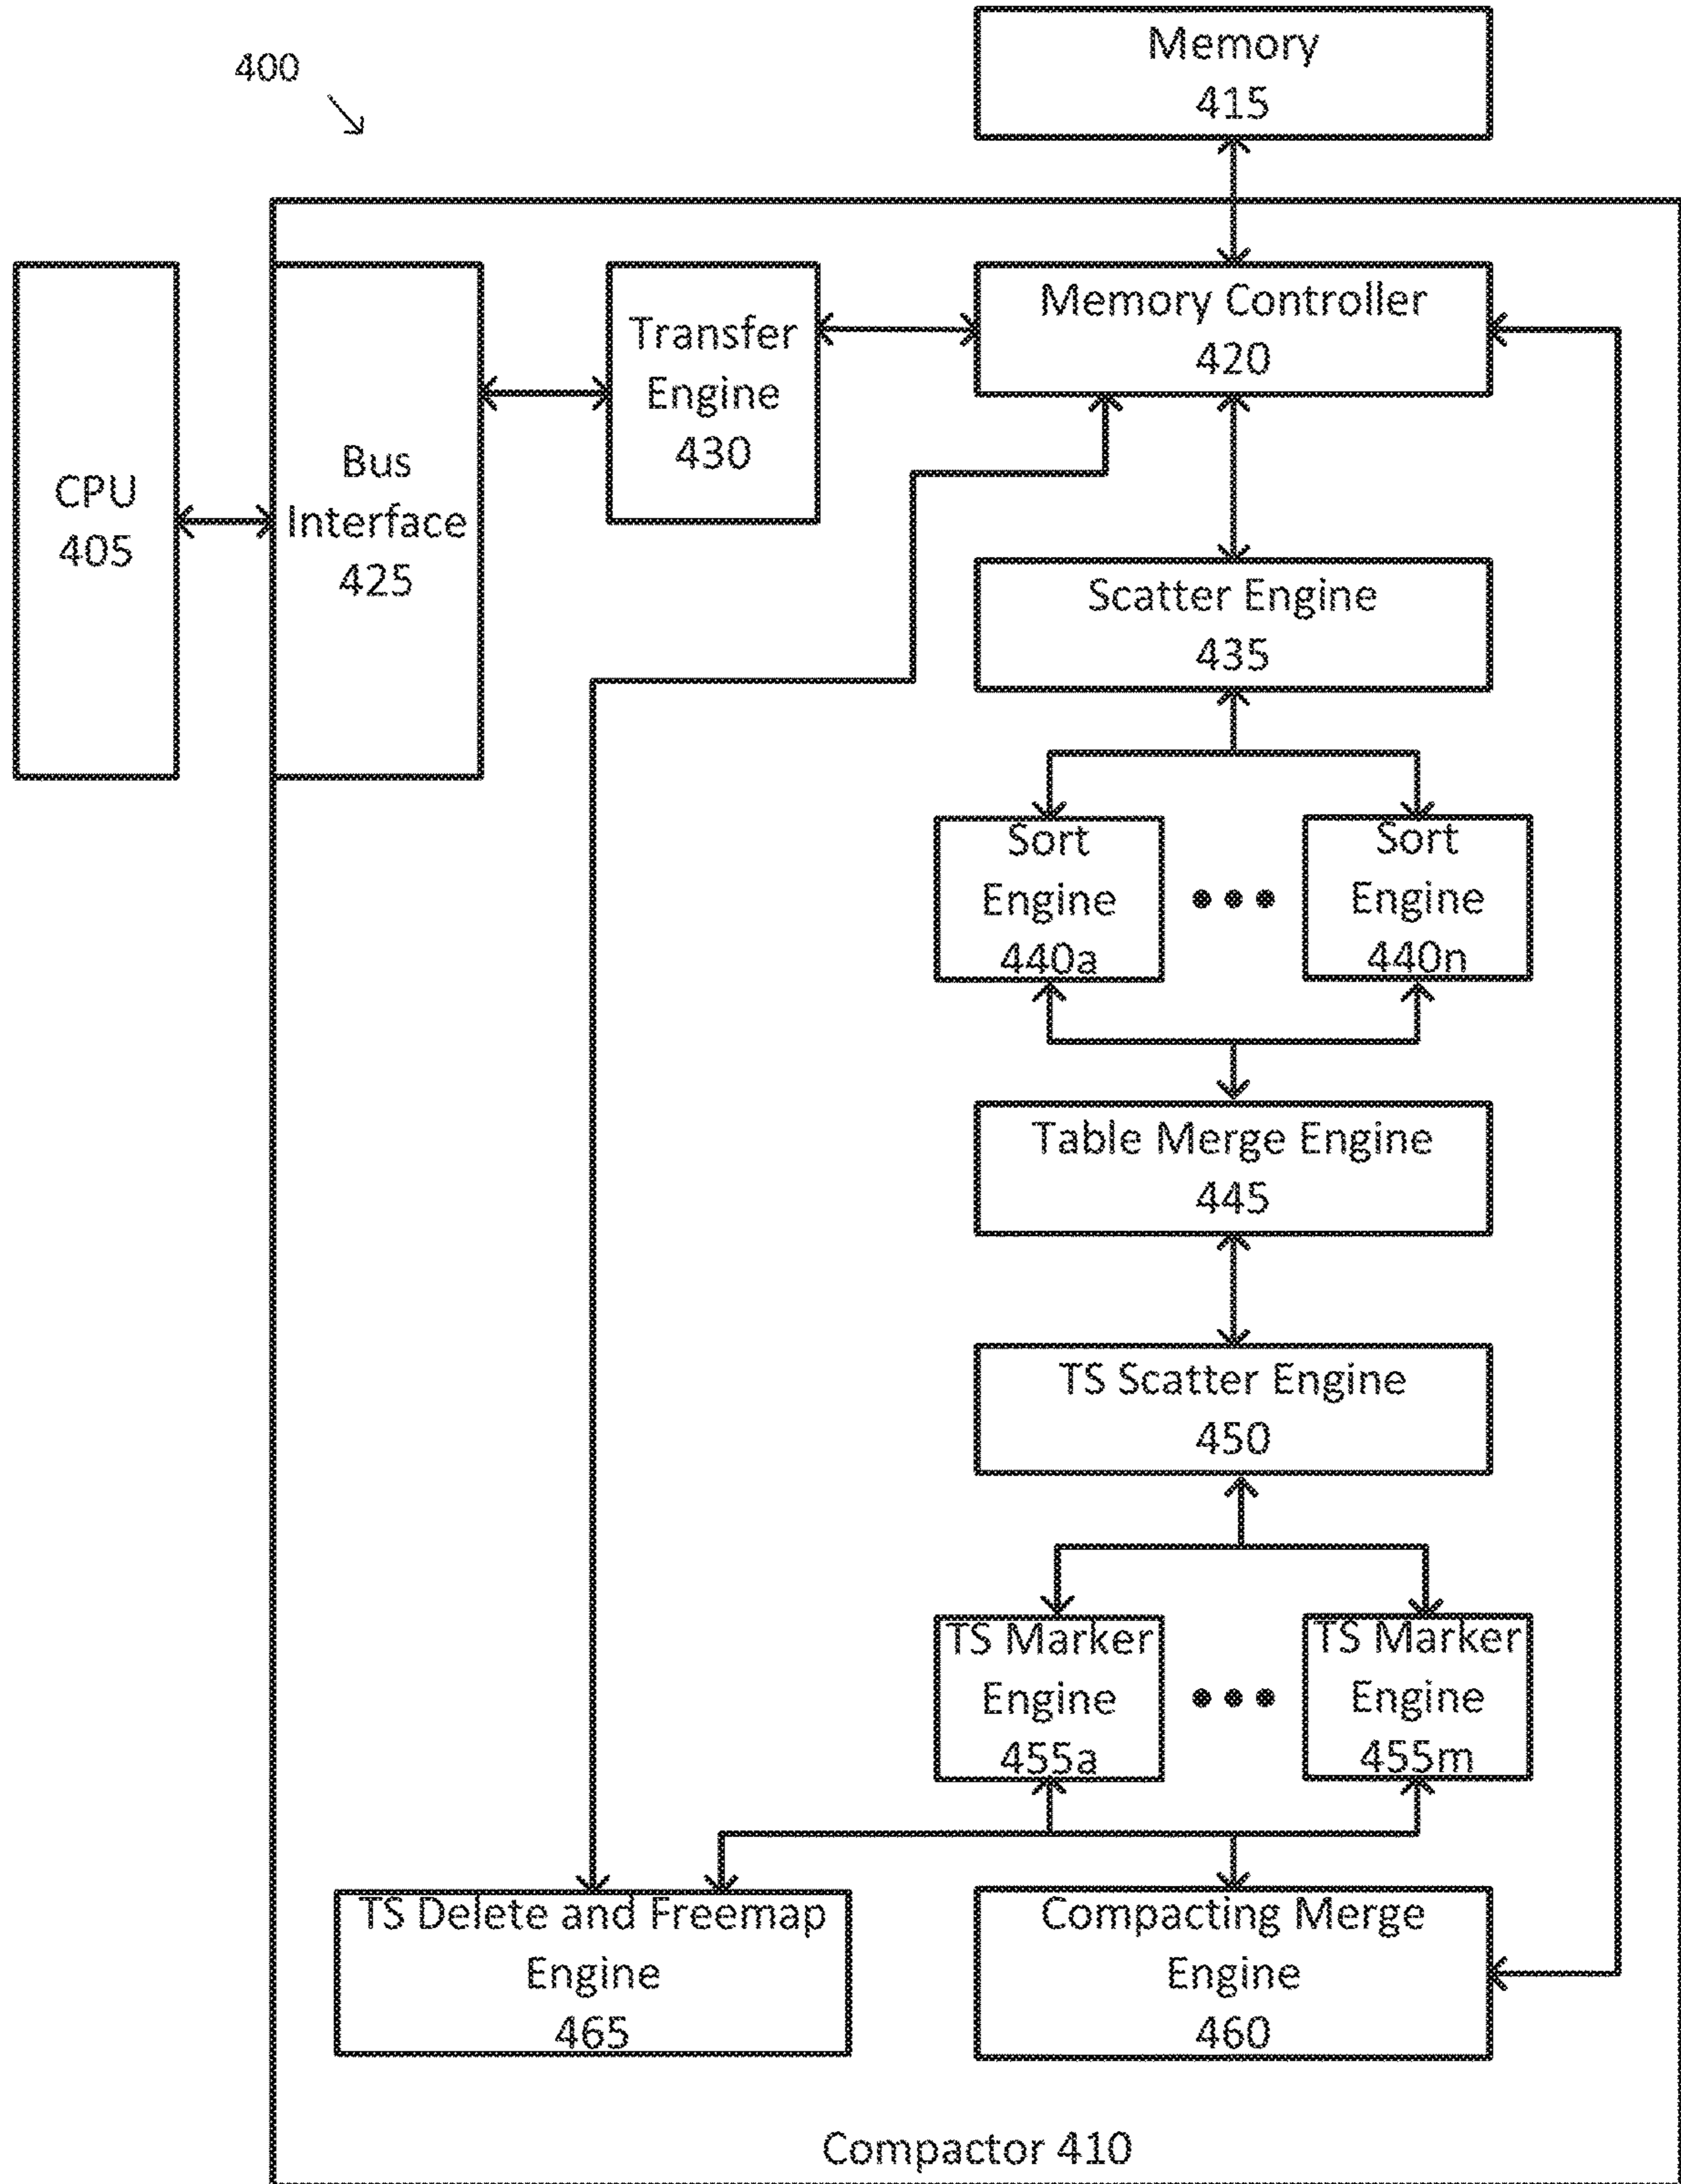 400
Memory
415
CPU
405
Bus
Interface
425
Transfer
Engine
430
Memory Controller
420
Scatter Engine
435
Sort
Engine
440a
Sort
Engine
440n
Table Merge Engine
445
TS Scatter Engine
450
TS Marker
Engine
455a
TS Marker
Engine
455m
TS Delete and Freemap
Engine
465
Compacting Merge
Engine
460
Compactor 410